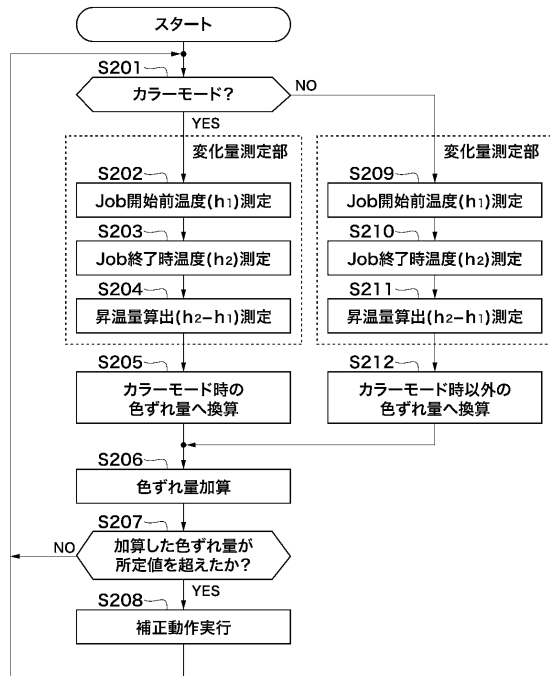 スタート
S201
カラーモード？
NO
YES
変化量測定部
S202
Job開始前温度(h1)測定
S203
Job終了時温度(h2)測定
S204
昇温量算出(h2−h1)測定
変化量測定部
S209
Job開始前温度(h1)測定
S210
Job終了時温度(h2)測定
S211
昇温量算出(h2−h1)測定
S205
カラーモード時の
色ずれ量へ換算
S212
カラーモード時以外の
色ずれ量へ換算
S206
色ずれ量加算
S207
加算した色ずれ量が
所定値を超えたか？
NO
YES
S208
補正動作実行